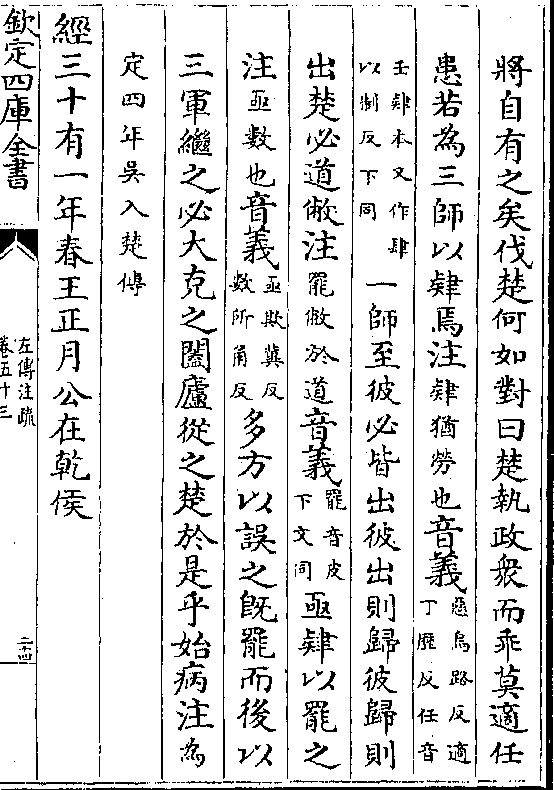 將自有之矣伐楚何如對曰楚執政衆而乖莫適任
患若為三師以肄焉注肄猶勞也音義惡烏路反適丁歷反任音
壬肄本又作肆以制反下同一師至彼必皆出彼出則歸彼歸則
出楚必道敝注罷敝於道音義罷音皮下文同亟肄以罷之
注亟數也音義亟欺冀反數所角反多方以誤之既罷而後以
三軍繼之必大克之闔廬從之楚於是乎始病注為
定四年吳入楚傳
經三十有一年春王正月公在乾侯
欽定四庫全書
左傳注疏
卷五十三
二十四